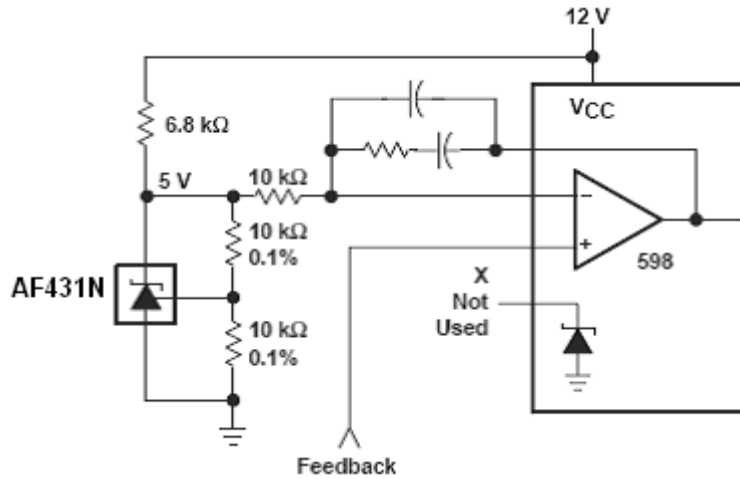 12 V
6.8 kΩ
VCC
5 V
10 kΩ
10 kΩ
0.1%
AF431N
10 kΩ
0.1%
−
+
598
X
Not
Used
Feedback